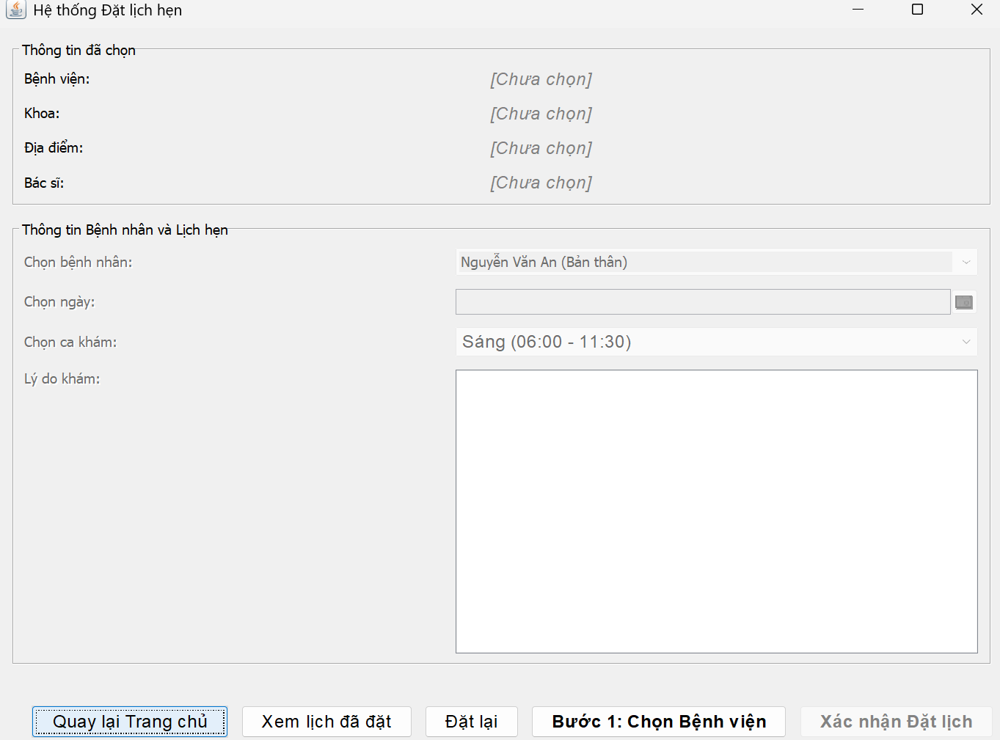 Hệ thống Đặt lịch hẹn
Thông tin đã chọn
Bệnh viện: [Chưa chọn]
Khoa: [Chưa chọn]
Địa điểm: [Chưa chọn]
Bác sĩ: [Chưa chọn]
Thông tin Bệnh nhân và Lịch hẹn
Chọn bệnh nhân: Nguyễn Văn An (Bản thân)
Chọn ngày:
Chọn ca khám: Sáng (06:00 - 11:30)
Lý do khám:
Quay lại Trang chủ Xem lịch đã đặt Đặt lại Bước 1: Chọn Bệnh viện Xác nhận Đặt lịch